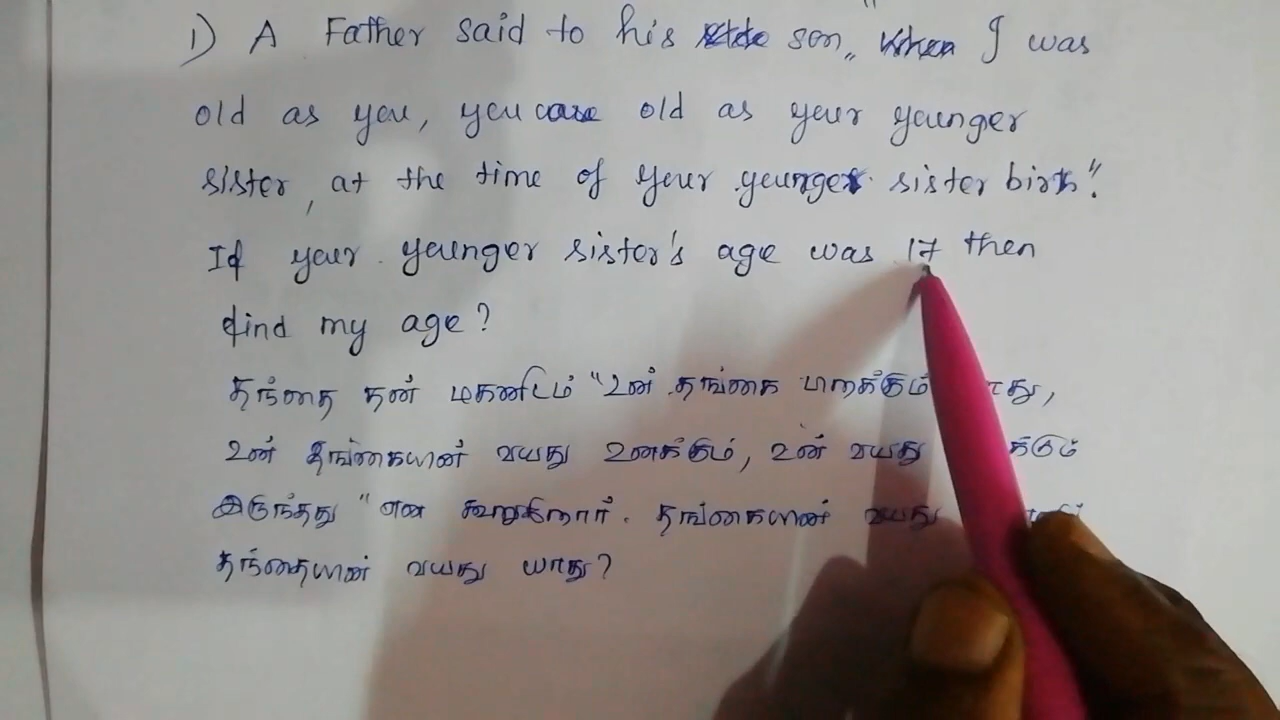 1) A Father said to his son, "I was
old as you, you were old as your younger
sister, at the time of your younger sister birth".
If your younger sister's age was 17 then
find my age?
தந்தை தன் மகனிடம் "உன் தங்கை பிறக்கும்
உன் தங்கையின் வயது உனக்கும், உன் வயது
இருந்தது" என கூறுகிறார். தங்கையின் வயது
தந்தையின் வயது யாது?